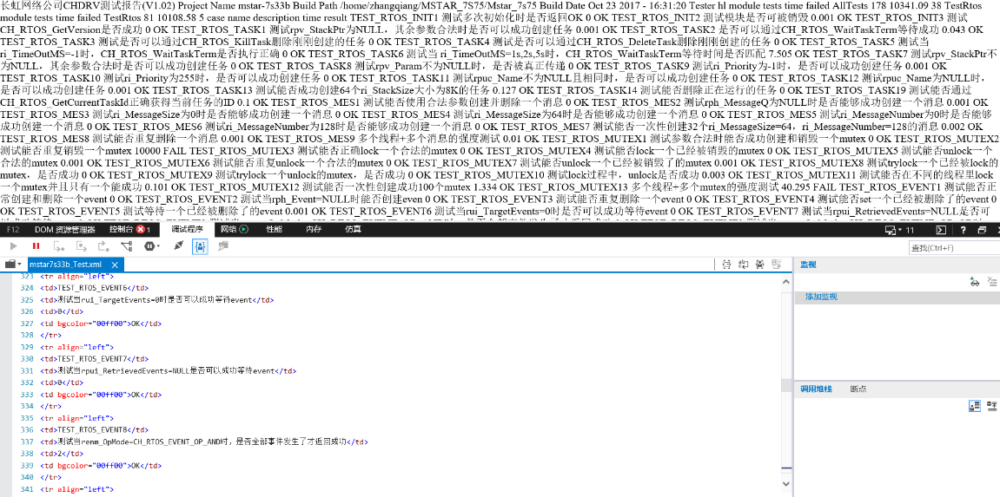 长虹网络公司CHDRV测试报告(V1.02) Project Name mstar-7s33b Build Path /home/zhangqiang/MSTAR_7S75/Mstar_7s75 Build Date Oct 23 2017 - 16:31:20 Tester hl module tests time failed AllTests 178 10341.09 38 TestRtos
module tests time failed TestRtos 81 10108.58 5 case name description time result TEST_RTOS_INIT1 测试多次初始化时是否返回OK 0 OK TEST_RTOS_INIT2 测试模块是否可被销毁 0.001 OK TEST_RTOS_INIT3 测试
CH_RTOS_GetVersion是否成功 0 OK TEST_RTOS_TASK1 测试rpv_StackPtr为NULL，其余参数合法时是否可以成功创建任务 0.001 OK TEST_RTOS_TASK2 是否可以通过CH_RTOS_WaitTaskTerm等待成功 0.043 OK
TEST_RTOS_TASK3 测试是否可以通过CH_RTOS_KillTask删除刚刚创建的任务 0 OK TEST_RTOS_TASK4 测试是否可以通过CH_RTOS_DeleteTask删除刚刚创建的任务 0 OK TEST_RTOS_TASK5 测试当
ri_TimeOutMS=-1时，CH_RTOS_WaitTaskTerm是否执行正确 0 OK TEST_RTOS_TASK6 测试当 ri_TimeOutMS=1s,2s,5s时，CH_RTOS_WaitTaskTerm等待时间是否匹配 7.505 OK TEST_RTOS_TASK7 测试rpv_StackPtr不
为NULL，其余参数合法时是否可以成功创建任务 0 OK TEST_RTOS_TASK8 测试rpv_Param不为NULL时，是否被真正传递 0 OK TEST_RTOS_TASK9 测试ri_Priority为-1时，是否可以成功创建任务 0.001 OK
TEST_RTOS_TASK10 测试ri_Priority为255时，是否可以成功创建任务 0 OK TEST_RTOS_TASK11 测试rpuc_Name不为NULL且相同时，是否可以成功创建任务 0 OK TEST_RTOS_TASK12 测试rpuc_Name为NULL时，
是否可以成功创建任务 0.001 OK TEST_RTOS_TASK13 测试能否成功创建64个ri_StackSize大小为8K的任务 0.127 OK TEST_RTOS_TASK14 测试能否删除正在运行的任务 0 OK TEST_RTOS_TASK19 测试能否通过
CH_RTOS_GetCurrentTaskId正确获得当前任务的ID 0.1 OK TEST_RTOS_MES1 测试能否使用合法参数创建并删除一个消息 0 OK TEST_RTOS_MES2 测试rph_MessageQ为NULL时是否能够成功创建一个消息 0.001 OK
TEST_RTOS_MES3 测试ri_MessageSize为0时是否能够成功创建一个消息 0 OK TEST_RTOS_MES4 测试ri_MessageSize为64时是否能够成功创建一个消息 0 OK TEST_RTOS_MES5 测试ri_MessageNumber为0时是否能够
成功创建一个消息 0 OK TEST_RTOS_MES6 测试ri_MessageNumber为128时是否能够成功创建一个消息 0 OK TEST_RTOS_MES7 测试能否一次性创建32个ri_MessageSize=64，ri_MessageNumber=128的消息 0.002 OK
TEST_RTOS_MES8 测试能否重复删除一个消息 0.001 OK TEST_RTOS_MES9 多个线程+多个消息的强度测试 0.01 OK TEST_RTOS_MUTEX1 测试参数合法时能否成功创建和销毁一个mutex 0 OK TEST_RTOS_MUTEX2
测试能否重复销毁一个mutex 10000 FAIL TEST_RTOS_MUTEX3 测试能否正确lock一个合法的mutex 0 OK TEST_RTOS_MUTEX4 测试能否lock一个已经被销毁的mutex 0 OK TEST_RTOS_MUTEX5 测试能否unlock一个
合法的mutex 0.001 OK TEST_RTOS_MUTEX6 测试能否重复unlock一个合法的mutex 0 OK TEST_RTOS_MUTEX7 测试能否unlock一个已经被销毁了的mutex 0.001 OK TEST_RTOS_MUTEX8 测试trylock一个已经被lock的
mutex，是否成功 0 OK TEST_RTOS_MUTEX9 测试trylock一个unlock的mutex，是否成功 0 OK TEST_RTOS_MUTEX10 测试lock过程中，unlock是否成功 0.003 OK TEST_RTOS_MUTEX11 测试能否在不同的线程里lock
一个mutex并且只有一个能成功 0.101 OK TEST_RTOS_MUTEX12 测试能否一次性创建成功100个mutex 1.334 OK TEST_RTOS_MUTEX13 多个线程+多个mutex的强度测试 40.295 FAIL TEST_RTOS_EVENT1 测试能否正
常创建和删除一个event 0 OK TEST_RTOS_EVENT2 测试当rph_Event=NULL时能否创建even 0 OK TEST_RTOS_EVENT3 测试能否重复删除一个event 0 OK TEST_RTOS_EVENT4 测试能否set一个已经被删除了的event 0
OK TEST_RTOS_EVENT5 测试等待一个已经被删除了的event 0.001 OK TEST_RTOS_EVENT6 测试当rui_TargetEvents=0时是否可以成功等待event 0 OK TEST_RTOS_EVENT7 测试当rpui_RetrievedEvents=NULL是否可
F12 DOM 资源管理器 控制台 1 调试程序 网络 性能 内存 仿真 11
查找(Ctrl+F)
mstar7s33b_Test.xml
监视
添加监视
调用堆栈 断点
323 <tr align="left">
324 <td>TEST_RTOS_EVENT6</td>
325 <td>测试当rui_TargetEvents=0时是否可以成功等待event</td>
326 <td>0</td>
327 <td bgcolor="00ff00">OK</td>
328 </tr>
329 <tr align="left">
330 <td>TEST_RTOS_EVENT7</td>
331 <td>测试当rpui_RetrievedEvents=NULL是否可以成功等待event</td>
332 <td>0</td>
333 <td bgcolor="00ff00">OK</td>
334 </tr>
335 <tr align="left">
336 <td>TEST_RTOS_EVENT8</td>
337 <td>测试当renm_OpMode=CH_RTOS_EVENT_OP_AND时，是否全部事件发生了才返回成功</td>
338 <td>2</td>
339 <td bgcolor="00ff00">OK</td>
340 </tr>
341 <tr align="left">